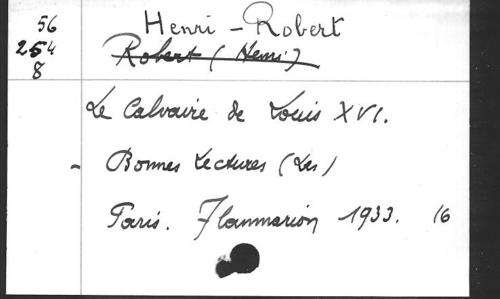 56 Henri-Robert
254 Robert (Henri)
8
Le Calvaire de Louis XVI.
- Bonnes Lectures (Les)
Paris. Flammarion 1933. 16